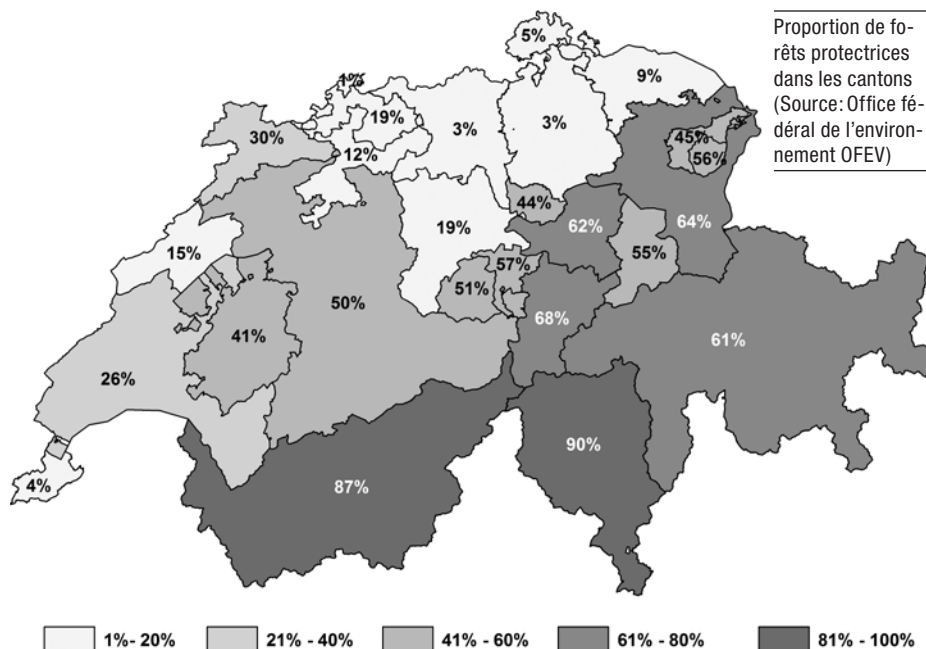 Proportion de fo-
rêts protectrices
dans les cantons
(Source: Office fé-
déral de l'environ-
nement OFEV)
5%
9%
1%
19%
3%
3%
30%
12%
45%
56%
44%
62%
64%
19%
15%
57%
55%
51%
50%
68%
41%
61%
26%
90%
87%
4%
1%- 20%
21% - 40%
41% - 60%
61% - 80%
81% - 100%